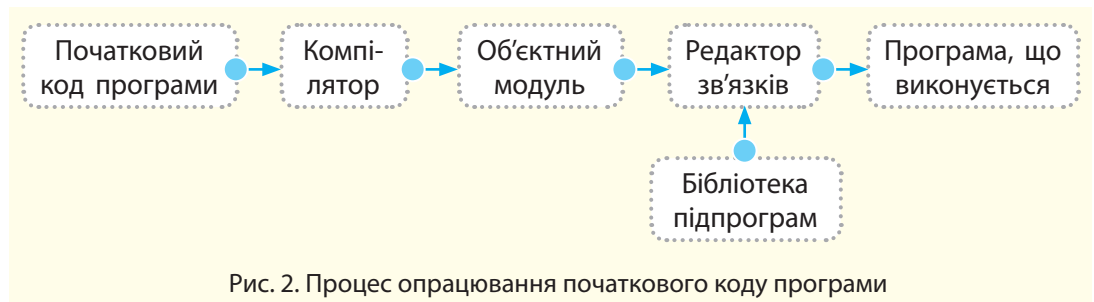 Початковий
код програми
Компі-
лятор
Об’єктний
модуль
Редактор
зв’язків
Програма, що
виконується
Бібліотека
підпрограм
Рис. 2. Процес опрацювання початкового коду програми